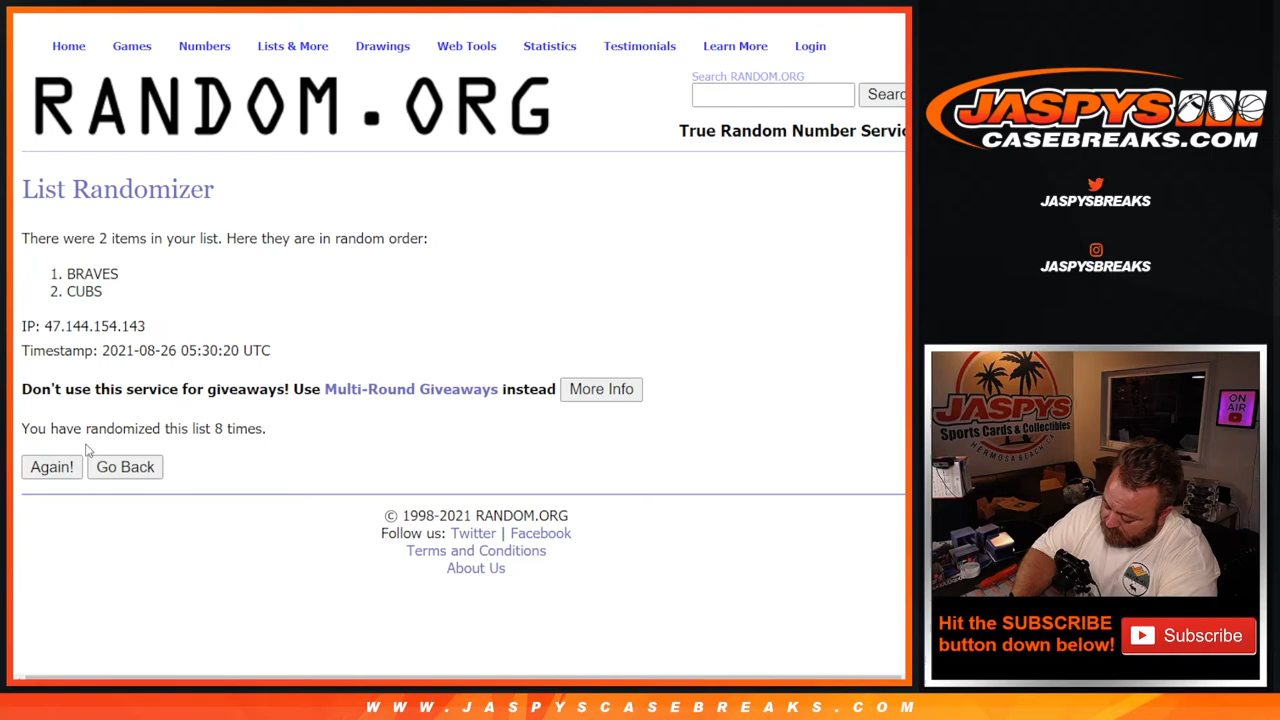 Home Games Numbers Lists & More Drawings Web Tools Statistics Testimonials Learn More Login
RANDOM.ORG
Search RANDOM.ORG
Searc
True Random Number Servic
List Randomizer
There were 2 items in your list. Here they are in random order:
1. BRAVES
2. CUBS
IP: 47.144.154.143
Timestamp: 2021-08-26 05:30:20 UTC
Don't use this service for giveaways! Use Multi-Round Giveaways instead More Info
You have randomized this list 8 times.
Again! Go Back
© 1998-2021 RANDOM.ORG
Follow us: Twitter | Facebook
Terms and Conditions
About Us
JASPYS
CASEBREAKS.COM
JASPYSBREAKS
JASPYSBREAKS
JASPYS
Sports Cards & Collectibles
HERMOSA BEACH,
ON
AIR
Hit the SUBSCRIBE
button down below!
Subscribe
WWW.JASPYSCASEBREAKS.COM